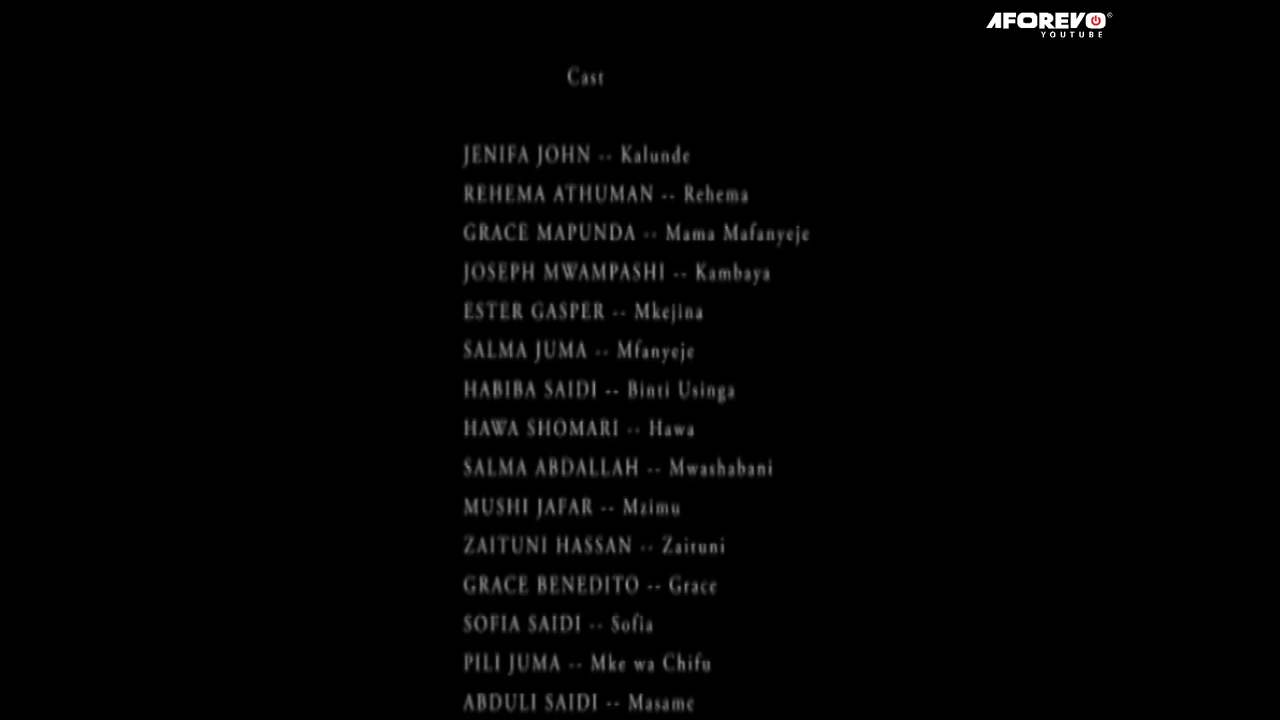 AFOREVO
YOUTUBE
Cast
JENIFA JOHN -- Kalunde
REHEMA ATHUMAN -- Rehema
GRACE MAPUNDA -- Mama Mafanyeje
JOSEPH MWAMPASHI -- Kambaya
ESTER GASPER -- Mkejina
SALMA JUMA -- Mfanyeje
HABIBA SAIDI -- Binti Usinga
HAWA SHOMARI -- Hawa
SALMA ABDALLAH -- Mwashabani
MUSHI JAFAR -- Mzimu
ZAITUNI HASSAN -- Zaituni
GRACE BENEDITO -- Grace
SOFIA SAIDI -- Sofia
PILI JUMA -- Mke wa Chifu
ABDULI SAIDI -- Masame